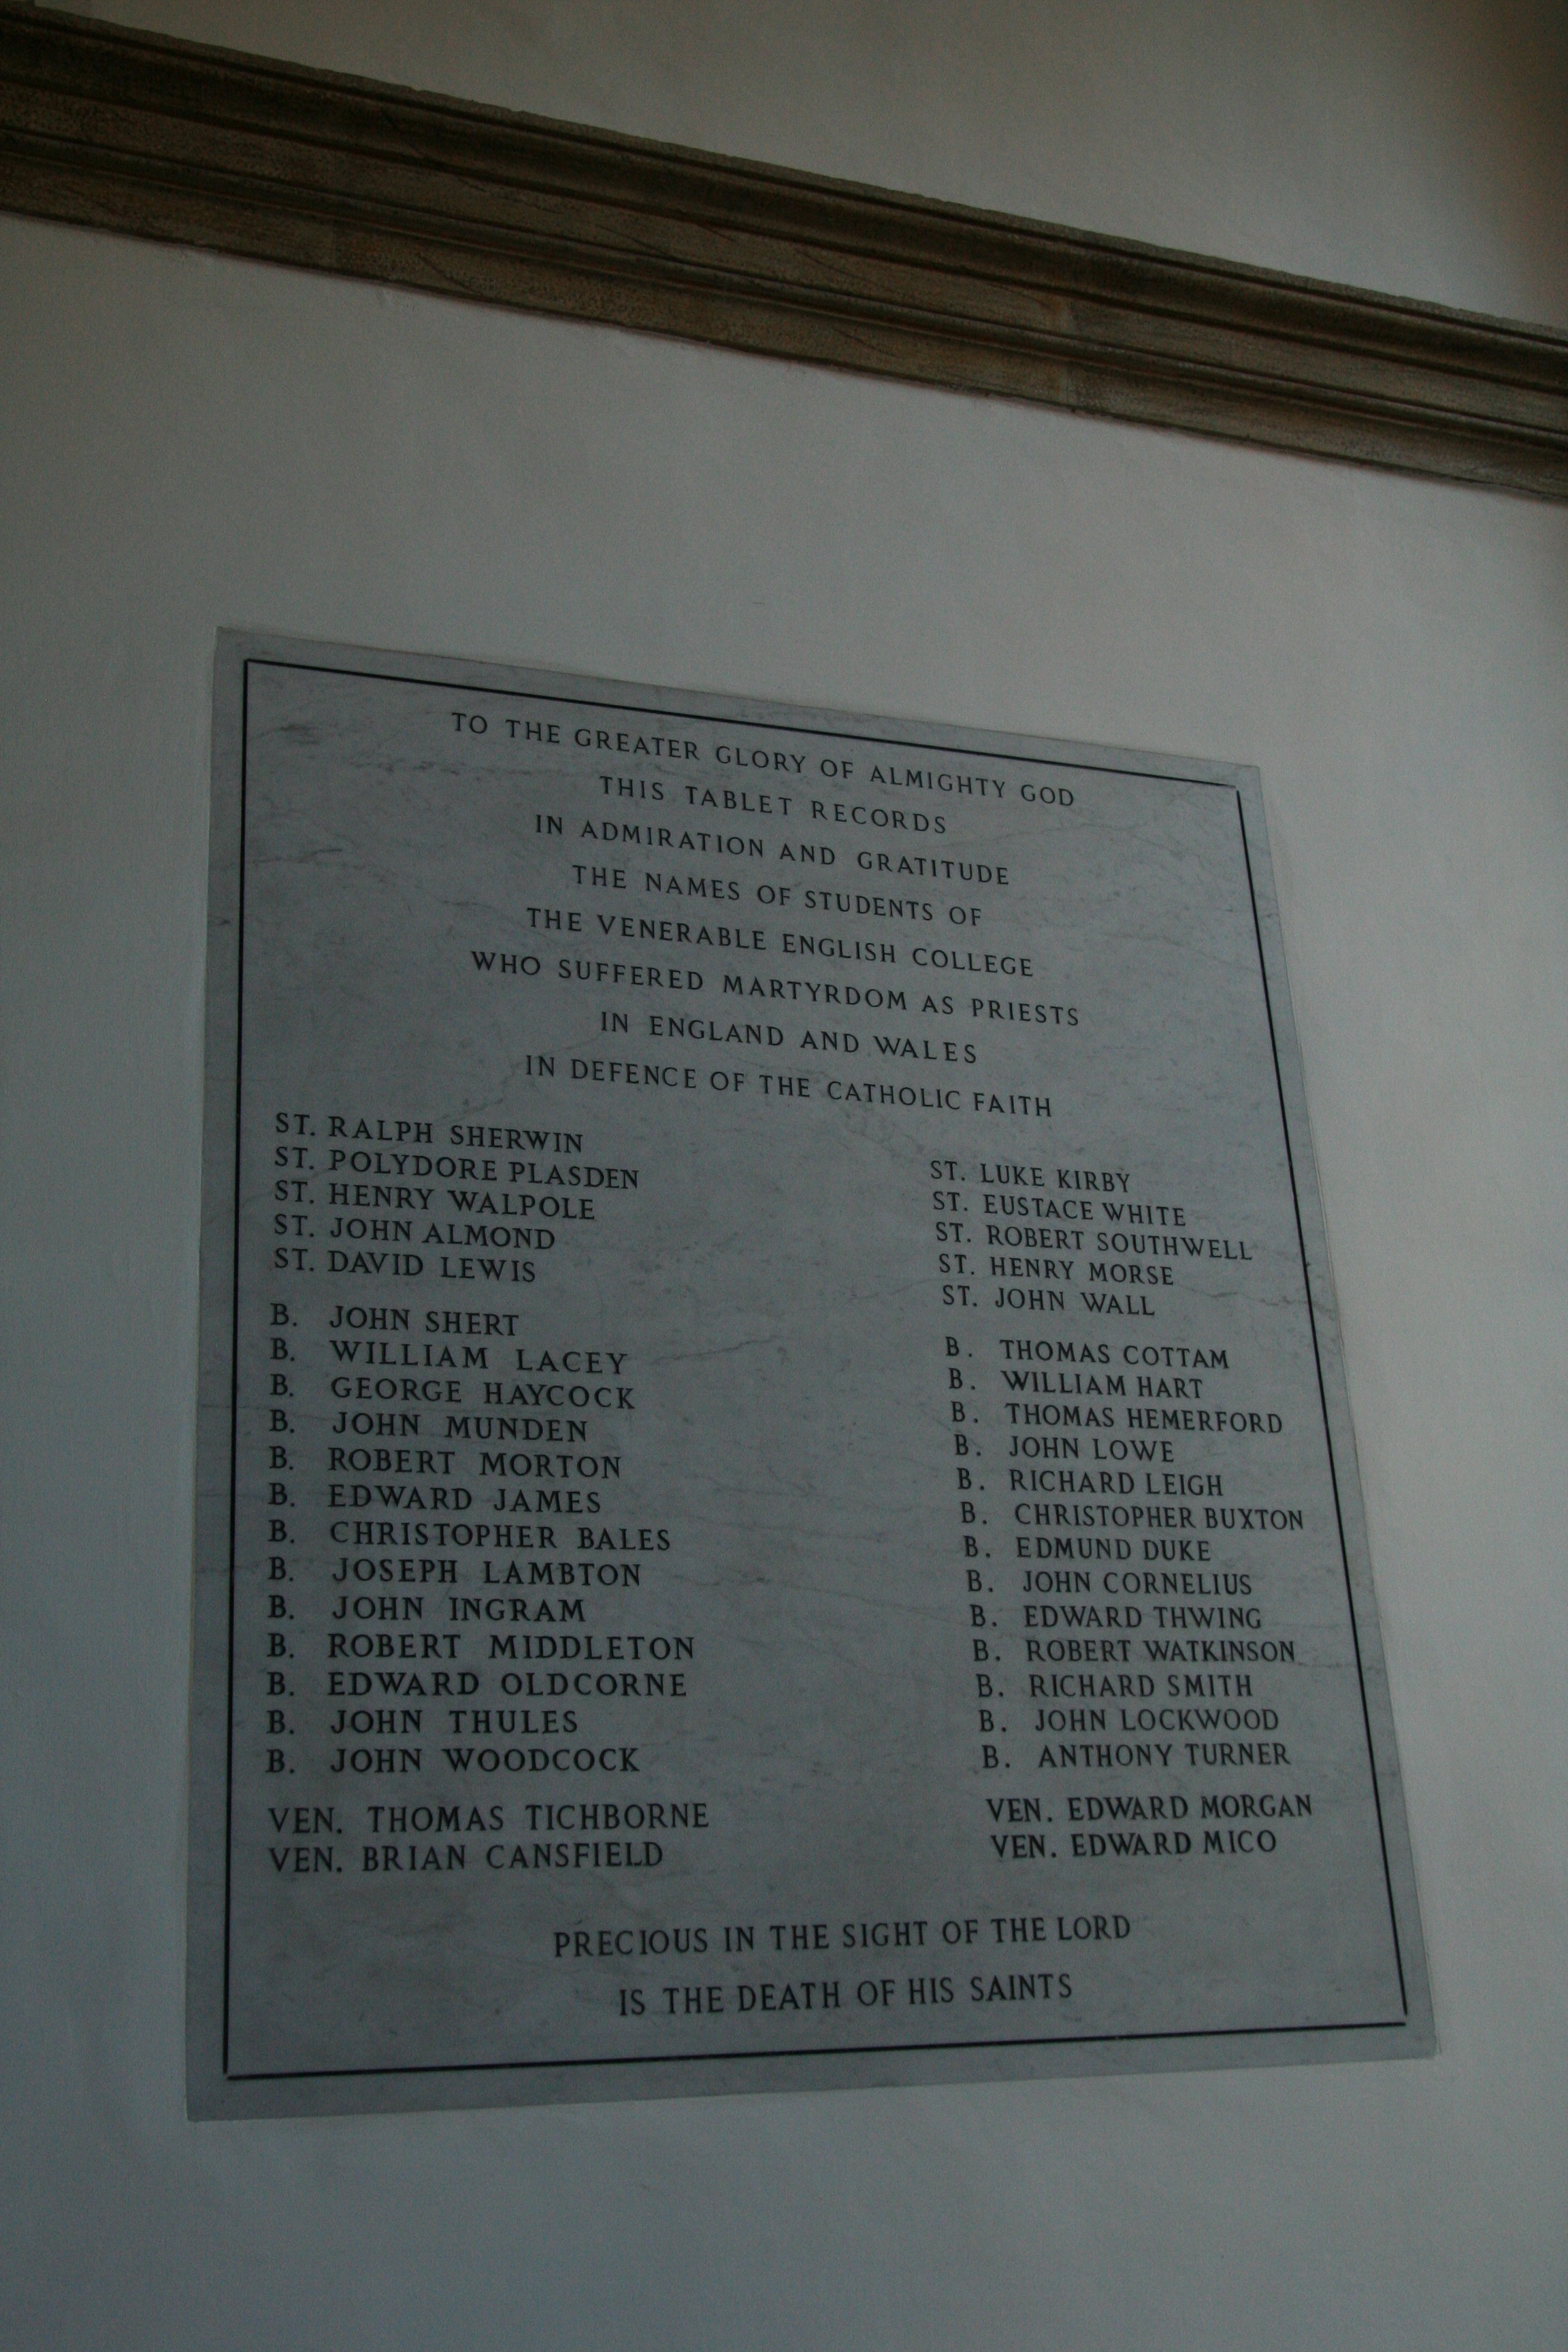 TO THE GREATER GLORY OF ALMIGHTY GOD
THIS TABLET RECORDS
IN ADMIRATION AND GRATITUDE
THE NAMES OF STUDENTS OF
THE VENERABLE ENGLISH COLLEGE
WHO SUFFERED MARTYRDOM AS PRIESTS
IN ENGLAND AND WALES
IN DEFENCE OF THE CATHOLIC FAITH
ST. RALPH SHERWIN
ST. POLYDORE PLASDEN
ST. HENRY WALPOLE
ST. JOHN ALMOND
ST. DAVID LEWIS
B. JOHN SHERT
B. WILLIAM LACEY
B. GEORGE HAYCOCK
B. JOHN MUNDEN
B. ROBERT MORTON
B. EDWARD JAMES
B. CHRISTOPHER BALES
B. JOSEPH LAMBTON
B. JOHN INGRAM
B. ROBERT MIDDLETON
B. EDWARD OLDCORNE
B. JOHN THULES
B. JOHN WOODCOCK
VEN. THOMAS TICHBORNE
VEN. BRIAN CANSFIELD
ST. LUKE KIRBY
ST. EUSTACE WHITE
ST. ROBERT SOUTHWELL
ST. HENRY MORSE
ST. JOHN WALL
B. THOMAS COTTAM
B. WILLIAM HART
B. THOMAS HEMERFORD
B. JOHN LOWE
B. RICHARD LEIGH
B. CHRISTOPHER BUXTON
B. EDMUND DUKE
B. JOHN CORNELIUS
B. EDWARD THWING
B. ROBERT WATKINSON
B. RICHARD SMITH
B. JOHN LOCKWOOD
B. ANTHONY TURNER
VEN. EDWARD MORGAN
VEN. EDWARD MICO
PRECIOUS IN THE SIGHT OF THE LORD
IS THE DEATH OF HIS SAINTS